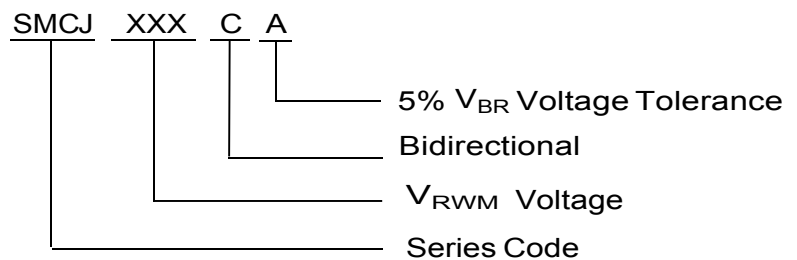 SMCJ XXX C A
5% VBR Voltage Tolerance
Bidirectional
VRWM Voltage
Series Code